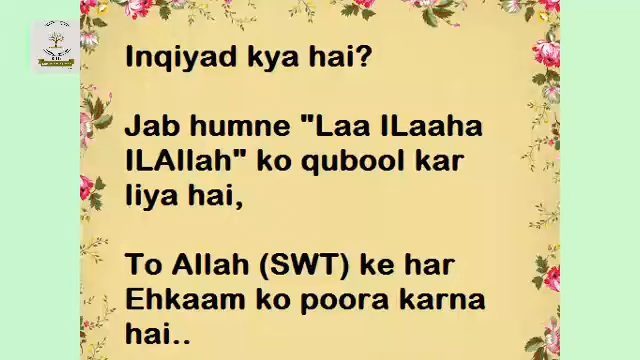 Inqiyad kya hai?
Jab humne "Laa ILaaha
ILAllah" ko qubool kar
liya hai,
To Allah (SWT) ke har
Ehkaam ko poora karna
hai..